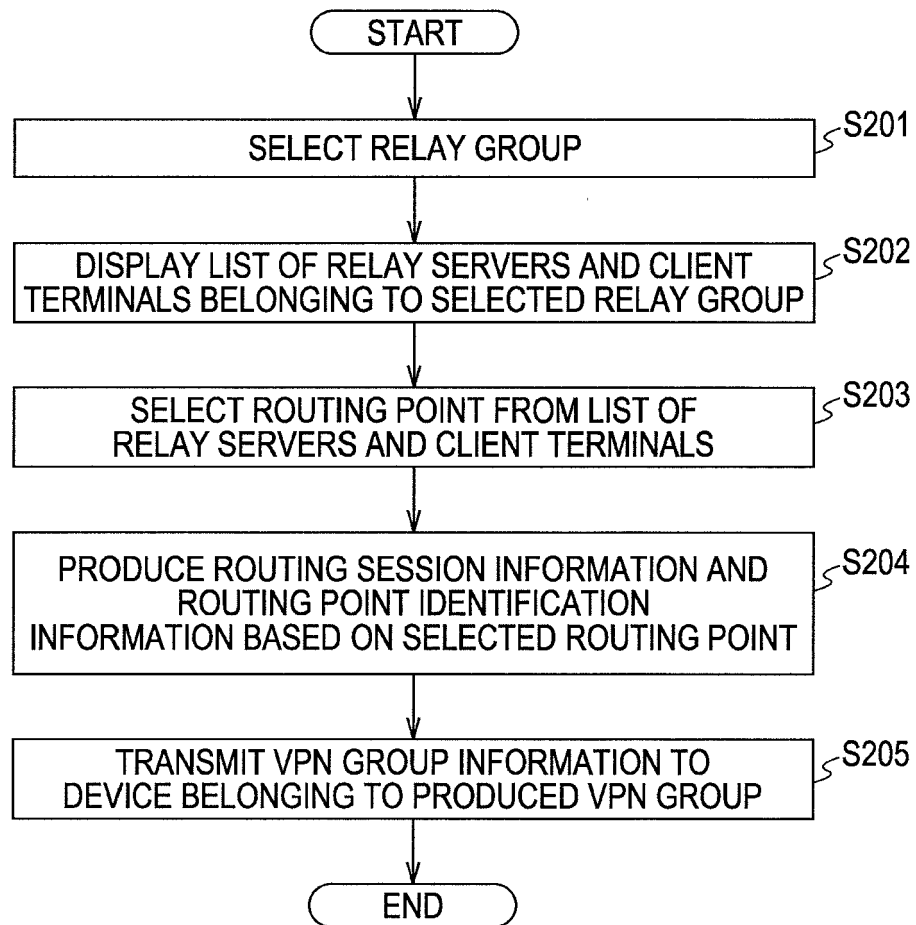 START
SELECT RELAY GROUP
S201
DISPLAY LIST OF RELAY SERVERS AND CLIENT
TERMINALS BELONGING TO SELECTED RELAY GROUP
S202
SELECT ROUTING POINT FROM LIST OF
RELAY SERVERS AND CLIENT TERMINALS
S203
PRODUCE ROUTING SESSION INFORMATION AND
ROUTING POINT IDENTIFICATION
INFORMATION BASED ON SELECTED ROUTING POINT
S204
TRANSMIT VPN GROUP INFORMATION TO
DEVICE BELONGING TO PRODUCED VPN GROUP
S205
END